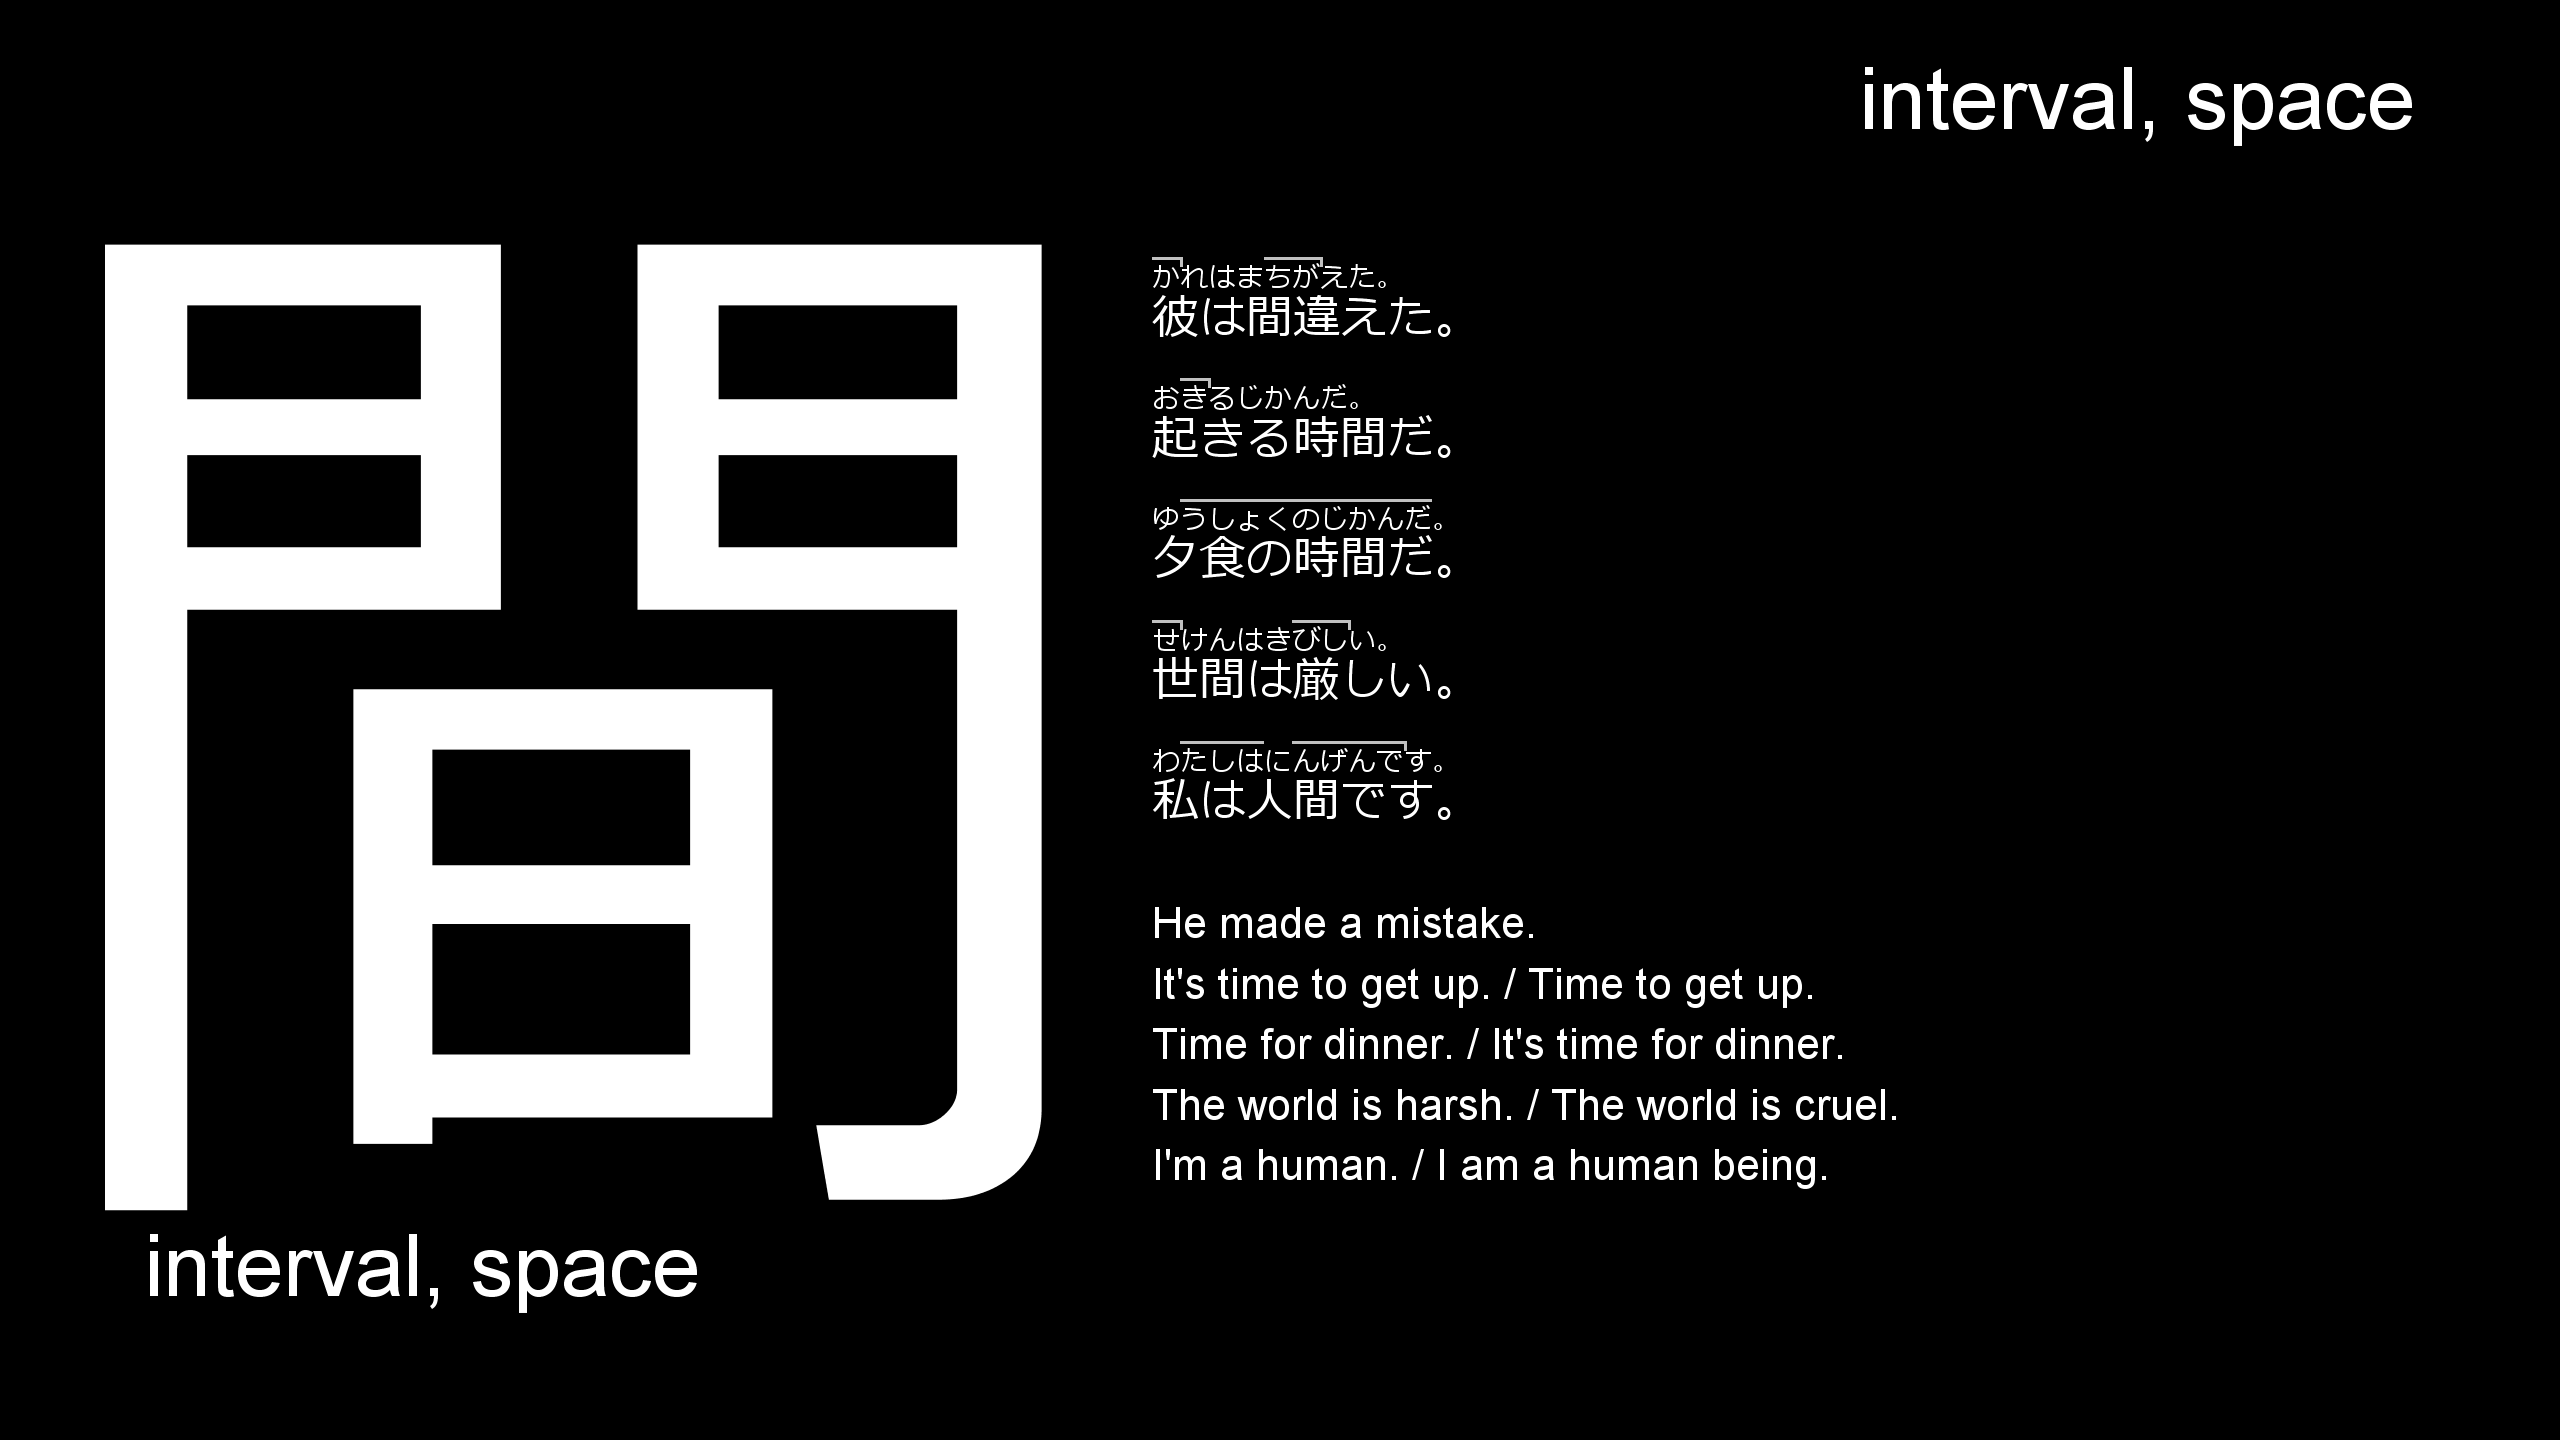 interval, space
間
かれはまちがえた。
彼は間違えた。
おきるじかんだ。
起きる時間だ。
ゆうしょくのじかんだ。
夕食の時間だ。
せけんはきびしい。
世間は厳しい。
わたしはにんげんです。
私は人間です。
He made a mistake.
It's time to get up. / Time to get up.
Time for dinner. / It's time for dinner.
The world is harsh. / The world is cruel.
I'm a human. / I am a human being.
interval, space